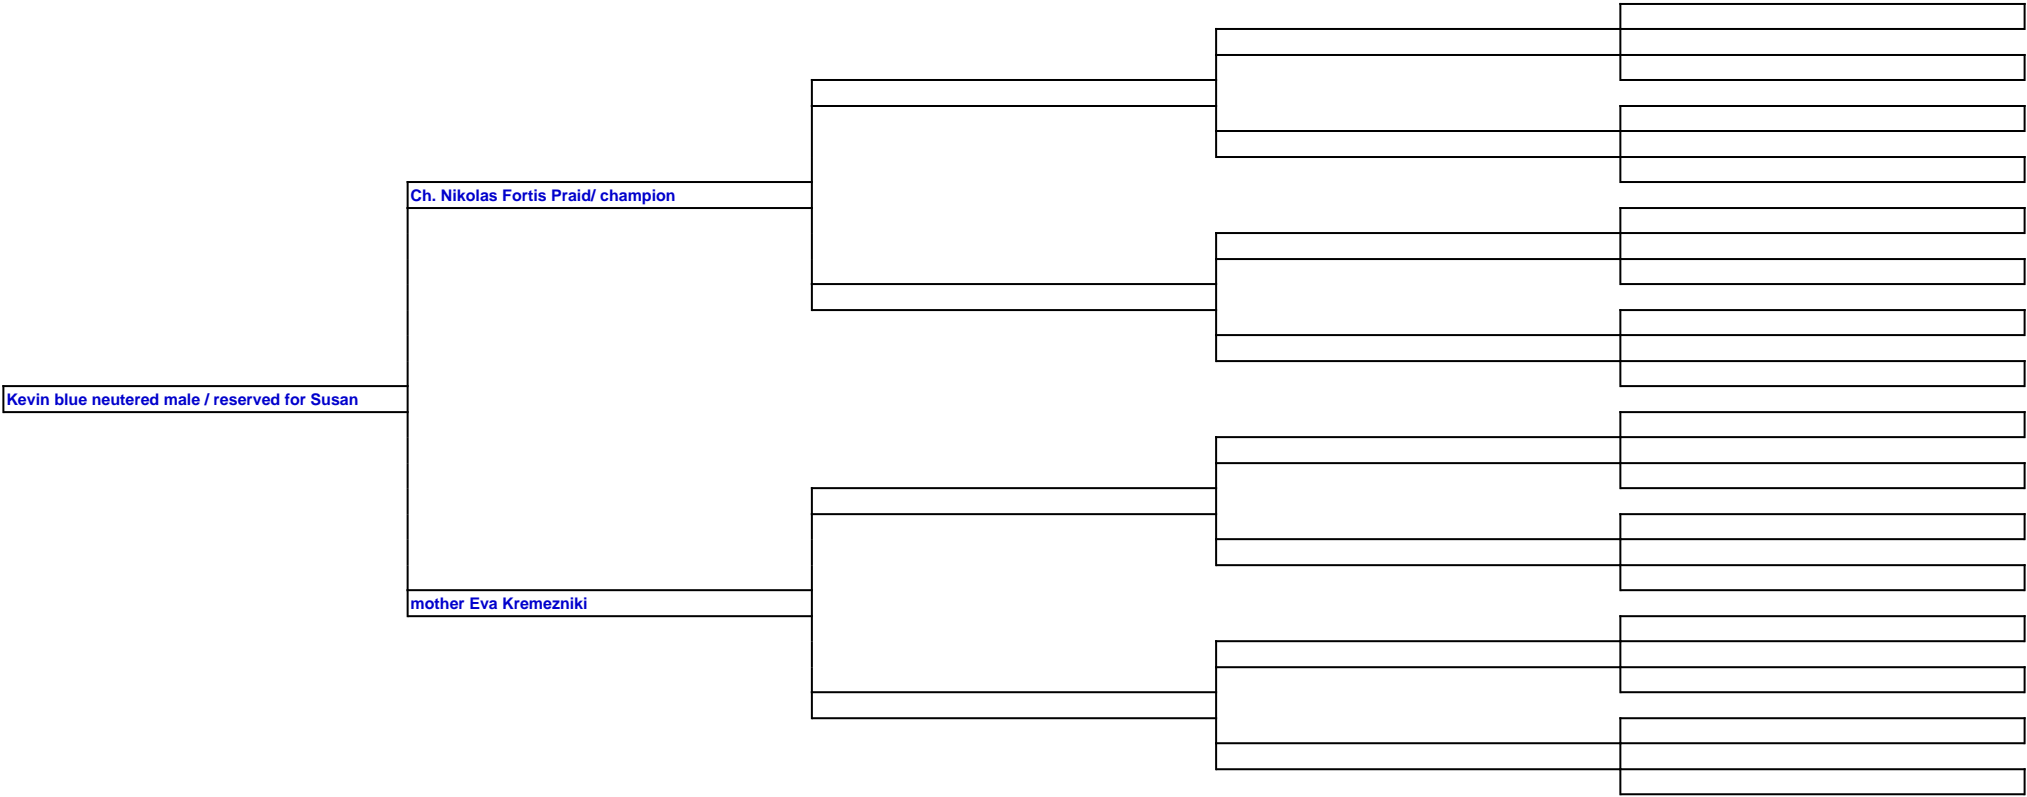 Ch. Nikolas Fortis Praid/ champion
Kevin blue neutered male / reserved for Susan
mother Eva Kremezniki